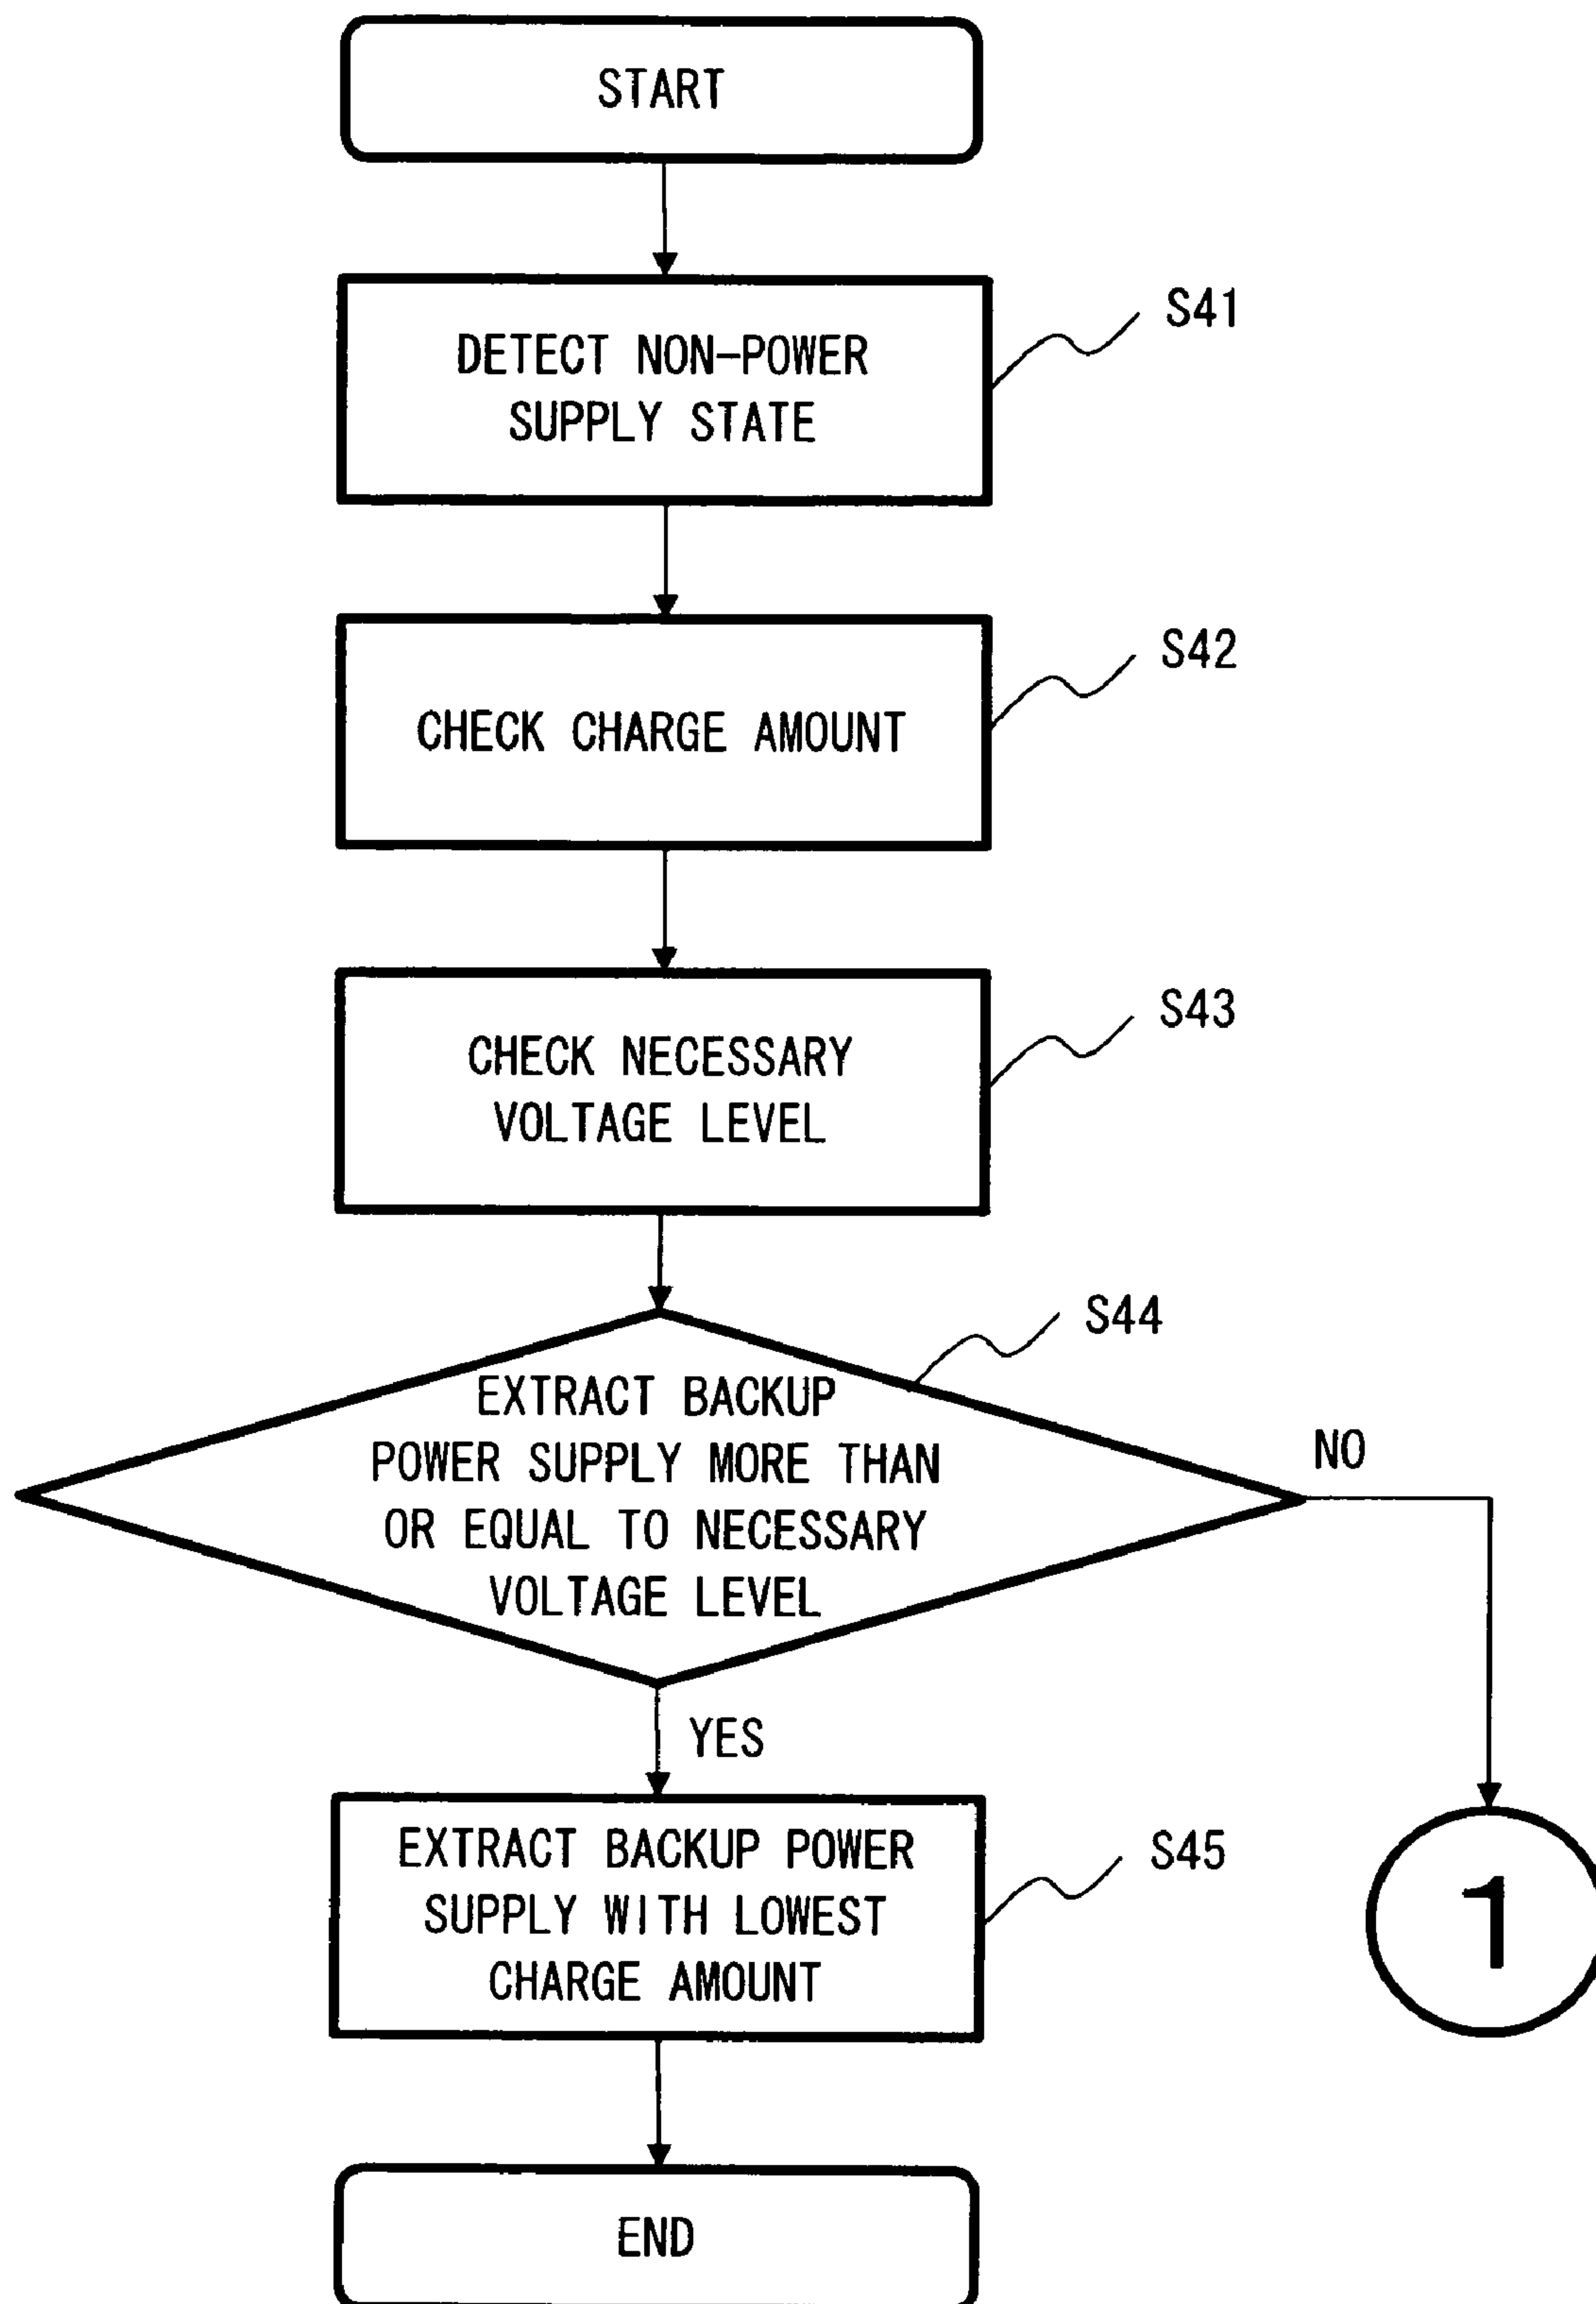 START
DETECT NON-POWER
SUPPLY STATE
S41
CHECK CHARGE AMOUNT
S42
CHECK NECESSARY
VOLTAGE LEVEL
S43
EXTRACT BACKUP
POWER SUPPLY MORE THAN
OR EQUAL TO NECESSARY
VOLTAGE LEVEL
S44
NO
YES
EXTRACT BACKUP POWER
SUPPLY WITH LOWEST
CHARGE AMOUNT
S45
1
END